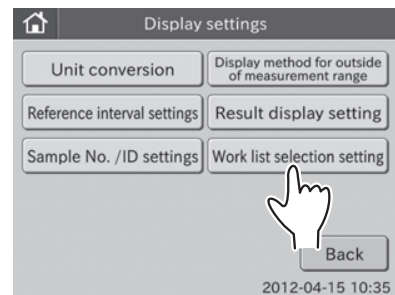 Display settings
Unit conversion
Display method for outside
of measurement range
Reference interval settings
Result display setting
Sample No. /ID settings
Work list selection setting
Back
2012-04-15 10:35